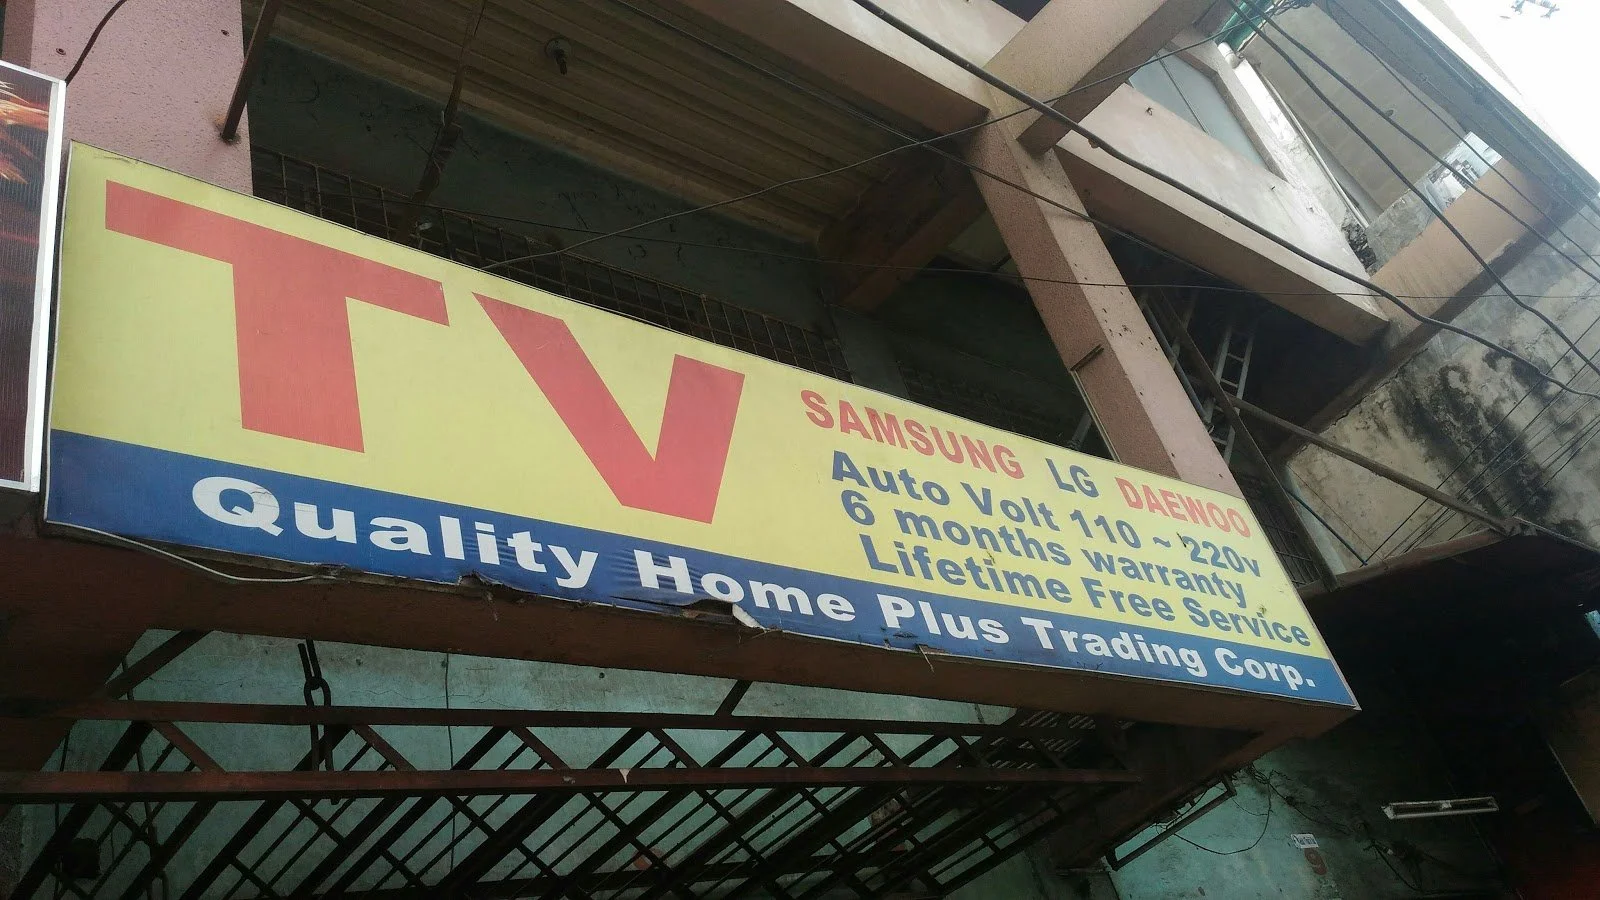 TV
SAMSUNG LG DAEWOO
Auto Volt 110 ~ 220v
6 months warranty
Lifetime Free Service
Quality Home Plus Trading Corp.
9